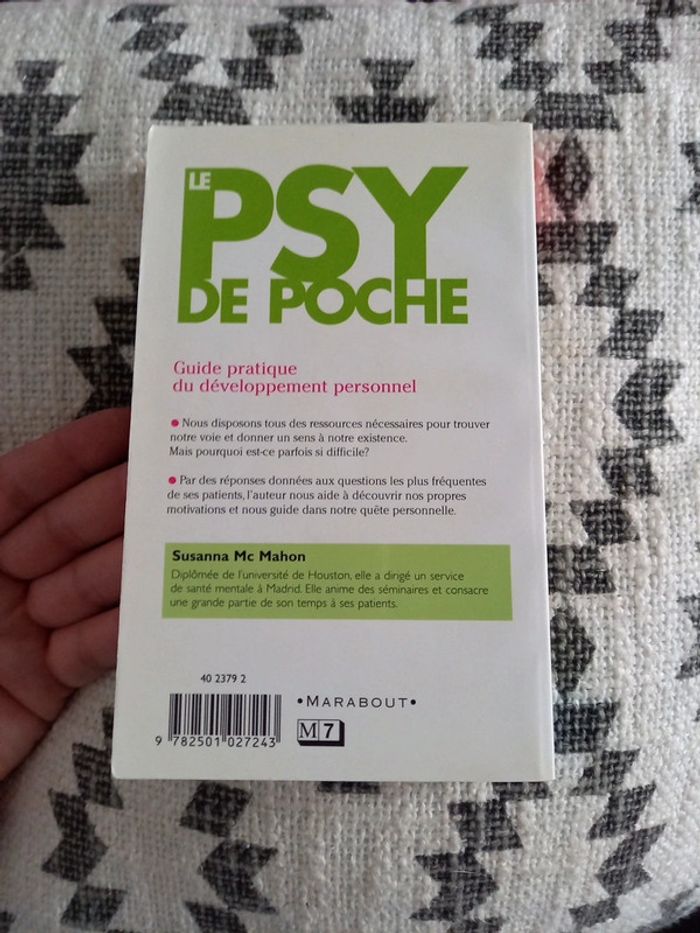 LE
PSY
DE POCHE
Guide pratique
du développement personnel
● Nous disposons tous des ressources nécessaires pour trouver
notre voie et donner un sens à notre existence.
Mais pourquoi est-ce parfois si difficile?
● Par des réponses données aux questions les plus fréquentes
de ses patients, l'auteur nous aide à découvrir nos propres
motivations et nous guide dans notre quête personnelle.
Susanna Mc Mahon
Diplômée de l'université de Houston, elle a dirigé un service
de santé mentale à Madrid. Elle anime des séminaires et consacre
une grande partie de son temps à ses patients.
40 2379 2
9 782501 027243
• MARABOUT •
M 7